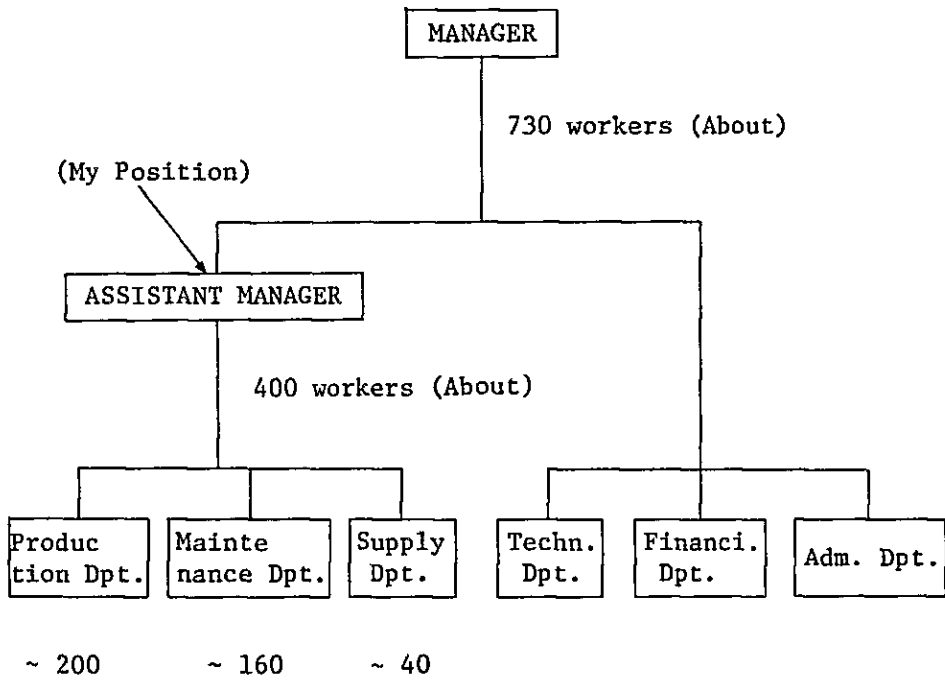 MANAGER
730 workers (About)
(My Position)
ASSISTANT MANAGER
400 workers (About)
Produc
tion Dpt.
Mainte
nance Dpt.
Supply
Dpt.
Techn.
Dpt.
Financi.
Dpt.
Adm. Dpt.
~ 200
~ 160
~ 40